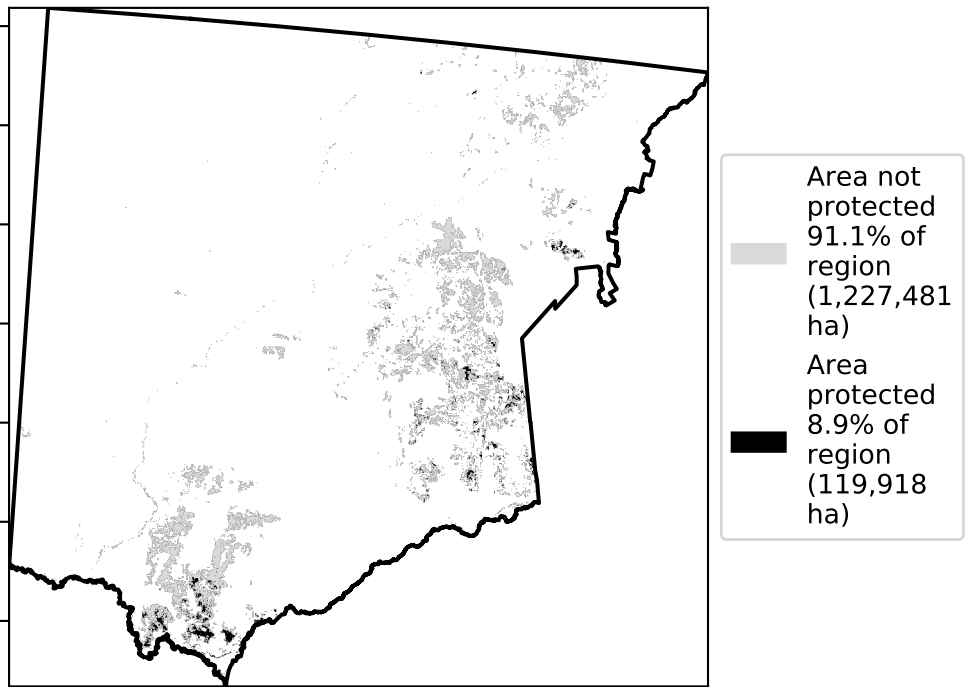 Area not
protected
91.1% of
region
(1,227,481
ha)
Area
protected
8.9% of
region
(119,918
ha)